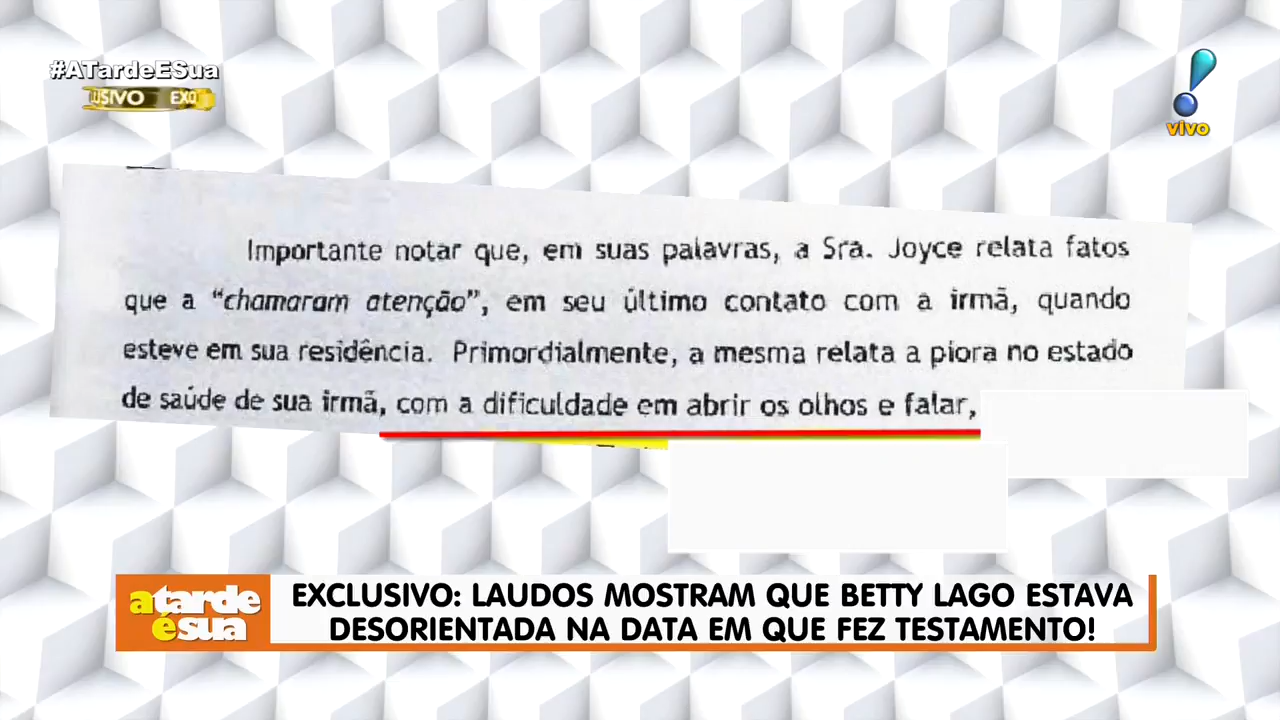 #ATardeESua
USIVO EXC
vivo
Importante notar que, em suas palavras, a Sra. Joyce relata fatos
que a “chamaram atenção”, em seu último contato com a irmã, quando
esteve em sua residência. Primordialmente, a mesma relata a piora no estado
de saúde de sua irmã, com a dificuldade em abrir os olhos e falar,
a tarde
é sua
EXCLUSIVO: LAUDOS MOSTRAM QUE BETTY LAGO ESTAVA
DESORIENTADA NA DATA EM QUE FEZ TESTAMENTO!